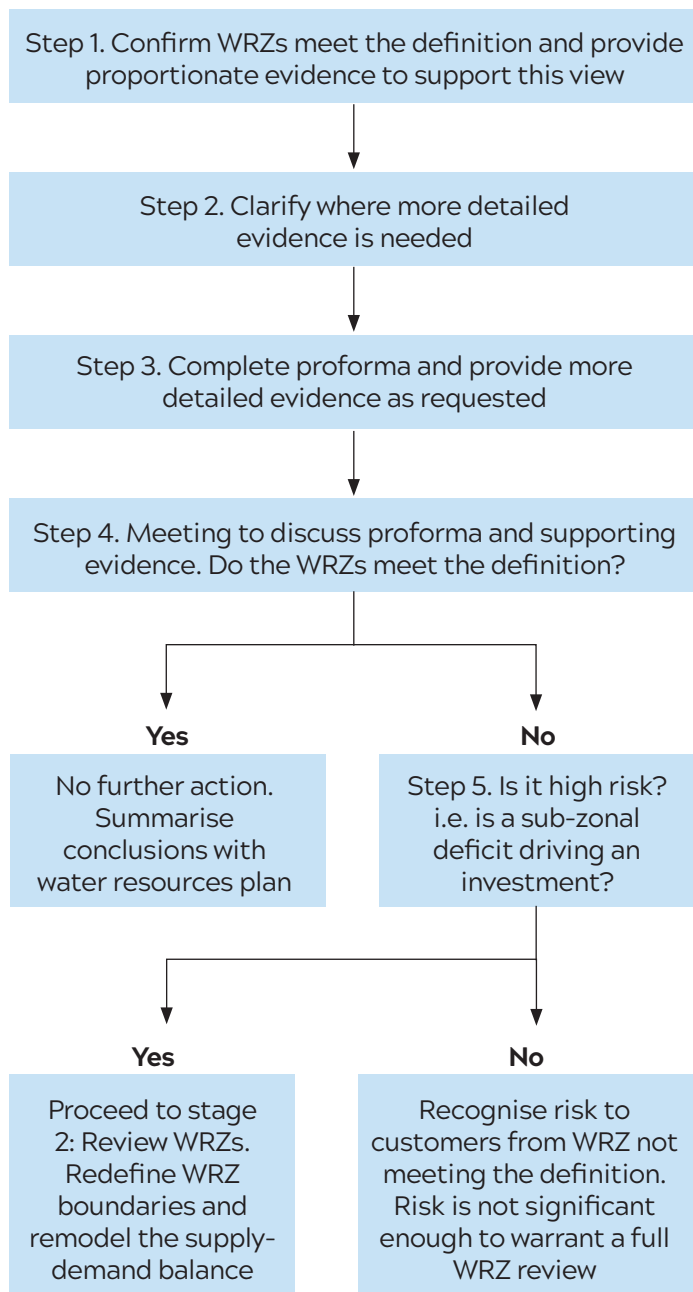 Step 1. Confirm WRZs meet the definition and provide
proportionate evidence to support this view
Step 2. Clarify where more detailed
evidence is needed
Step 3. Complete proforma and provide more
detailed evidence as requested
Step 4. Meeting to discuss proforma and supporting
evidence. Do the WRZs meet the definition?
Yes
No further action.
Summarise
conclusions with
water resources plan
No
Step 5. Is it high risk?
i.e. is a sub-zonal
deficit driving an
investment?
Yes
Proceed to stage
2: Review WRZs.
Redefine WRZ
boundaries and
remodel the supply-
demand balance
No
Recognise risk to
customers from WRZ not
meeting the definition.
Risk is not significant
enough to warrant a full
WRZ review